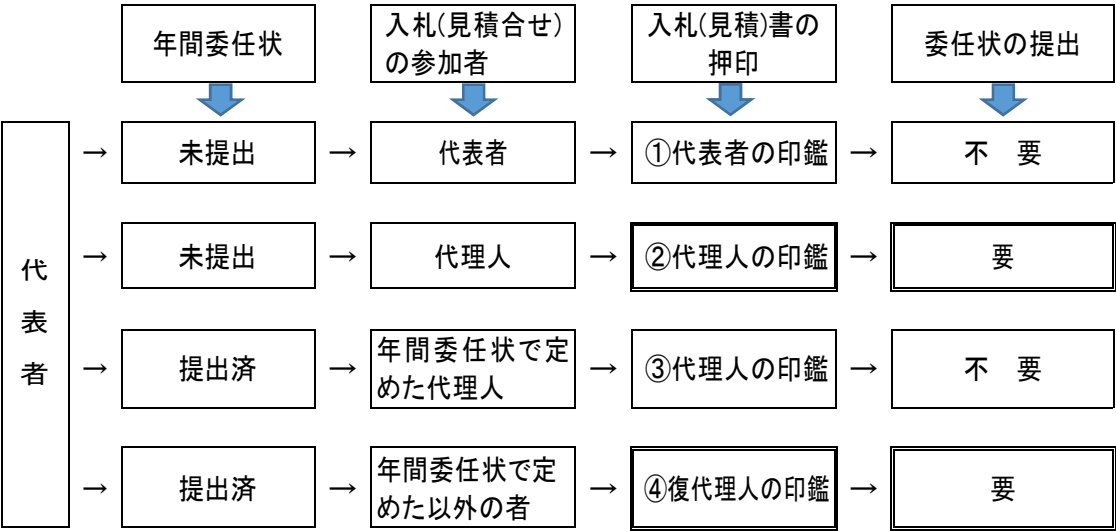 年間委任状
入札(見積合せ)
の参加者
入札(見積)書の
押印
委任状の提出
代表者
→ 未提出 → 代表者 → ①代表者の印鑑 → 不 要
→ 未提出 → 代理人 → ②代理人の印鑑 → 要
→ 提出済 → 年間委任状で定
めた代理人 → ③代理人の印鑑 → 不 要
→ 提出済 → 年間委任状で定
めた以外の者 → ④復代理人の印鑑 → 要